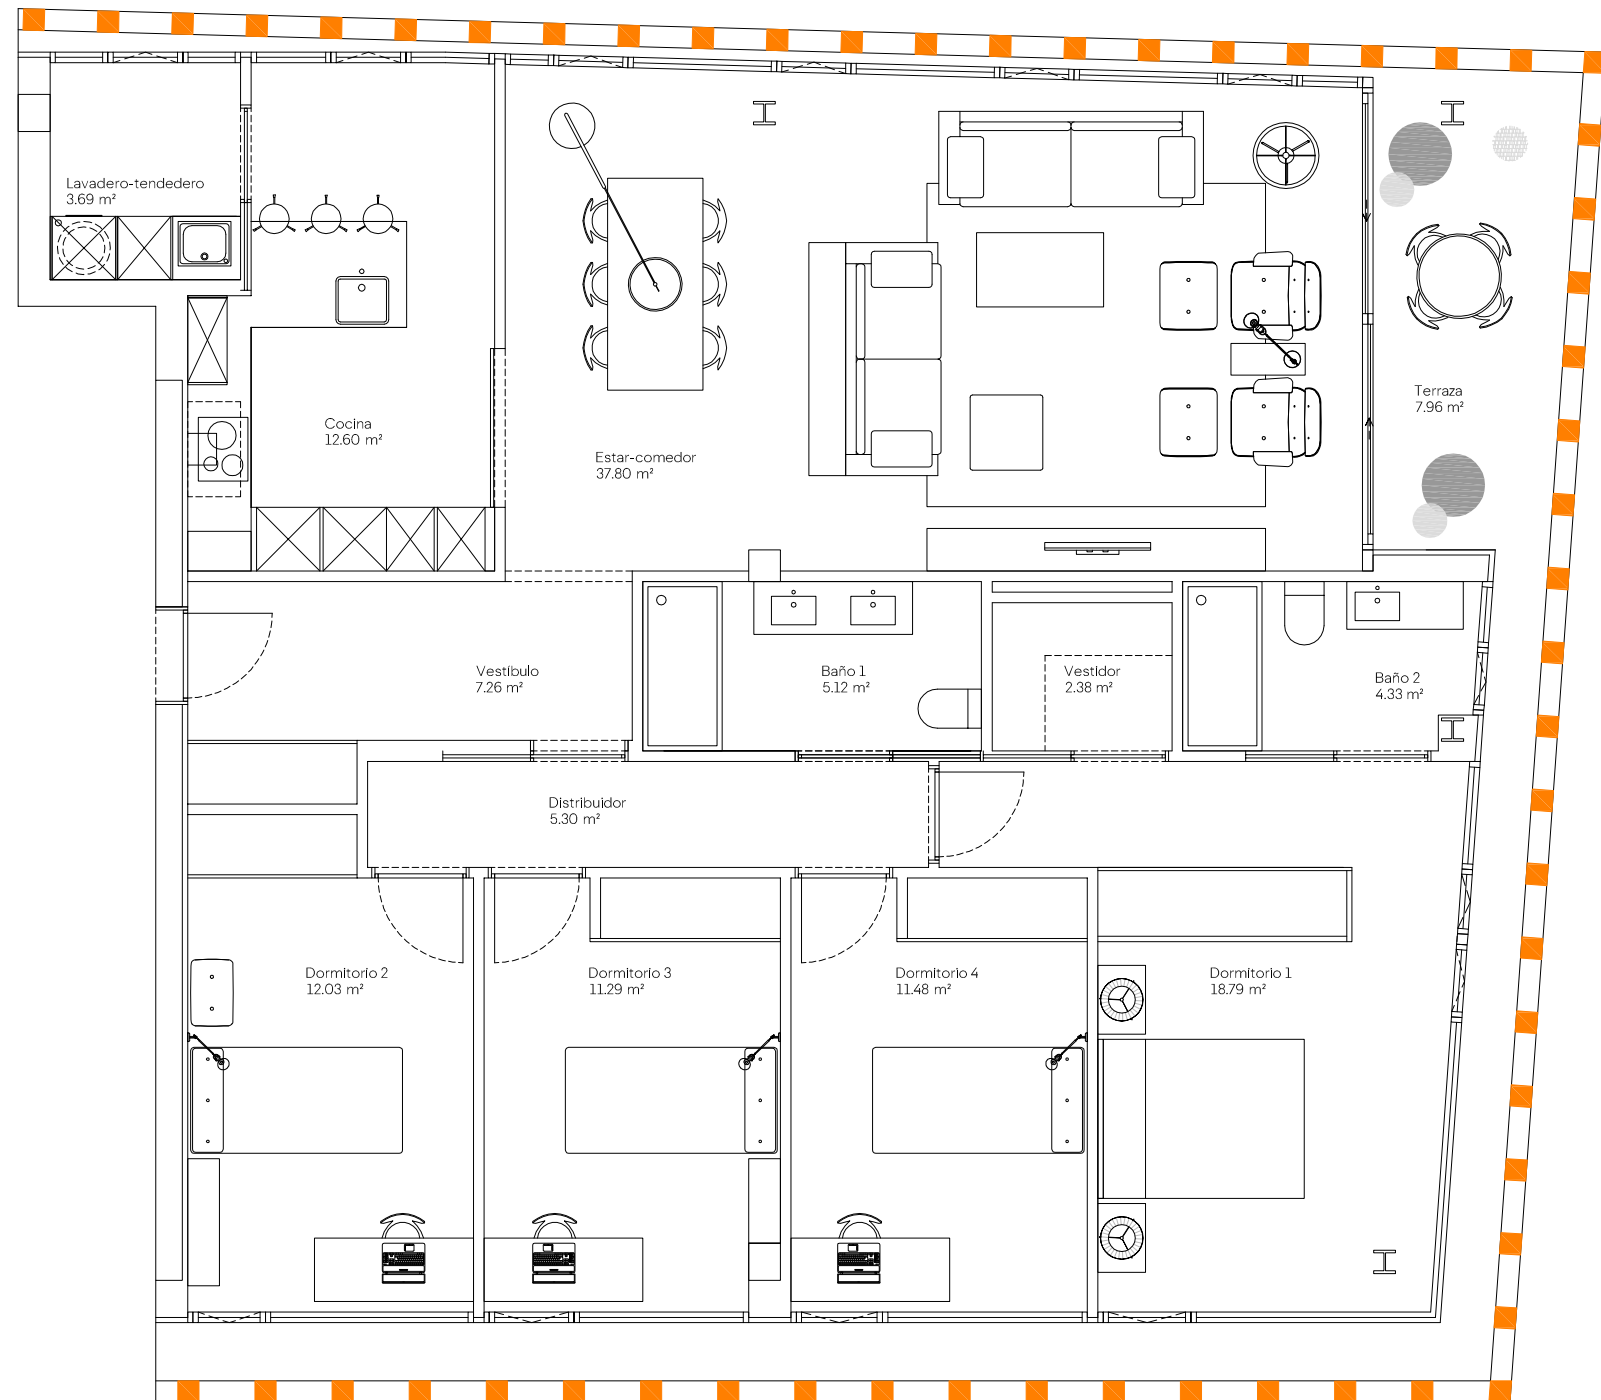 Lavadero-tendedero
3.69 m²
Cocina
12.60 m²
Estar-comedor
37.80 m²
Terraza
7.96 m²
Vestíbulo
7.26 m²
Baño 1
5.12 m²
Vestidor
2.38 m²
Baño 2
4.33 m²
Distribuidor
5.30 m²
Dormitorio 2
12.03 m²
Dormitorio 3
11.29 m²
Dormitorio 4
11.48 m²
Dormitorio 1
18.79 m²